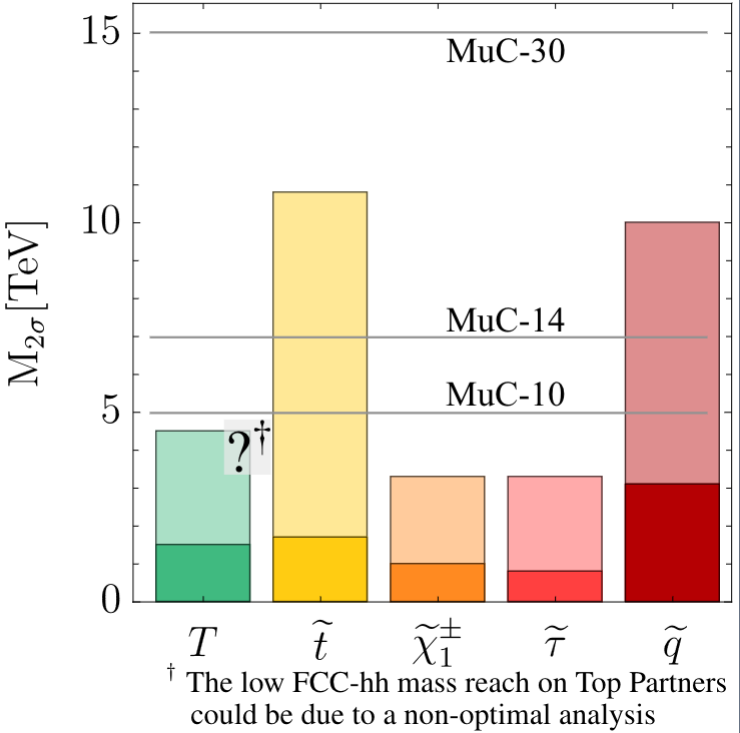 15
MuC-30
10
MuC-14
MuC-10
5
?†
0
M₂σ[TeV]
T t̃ χ̃₁± τ̃ q̃
† The low FCC-hh mass reach on Top Partners
could be due to a non-optimal analysis